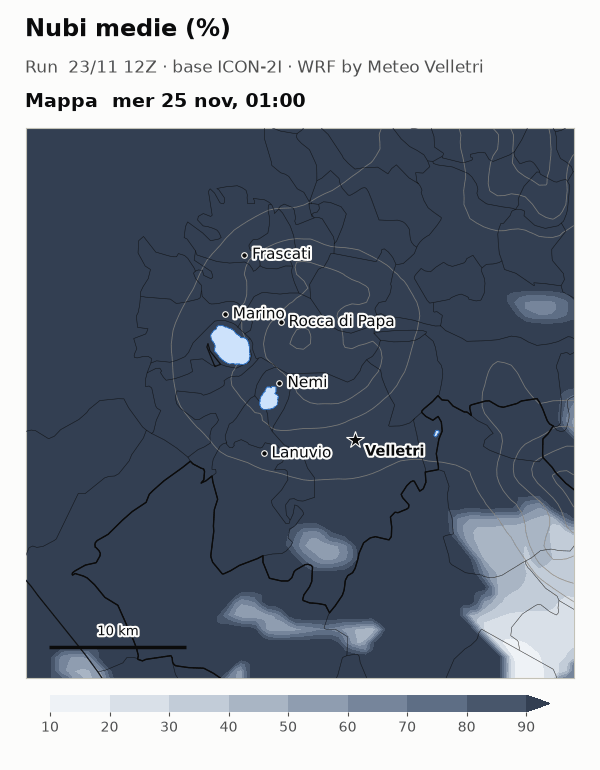 Nubi medie (%)
Run 23/11 12Z · base ICON-2I · WRF by Meteo Velletri
Mappa mer 25 nov, 01:00
Frascati
Marino
Rocca di Papa
Nemi
Lanuvio
Velletri
10 km
10 20 30 40 50 60 70 80 90